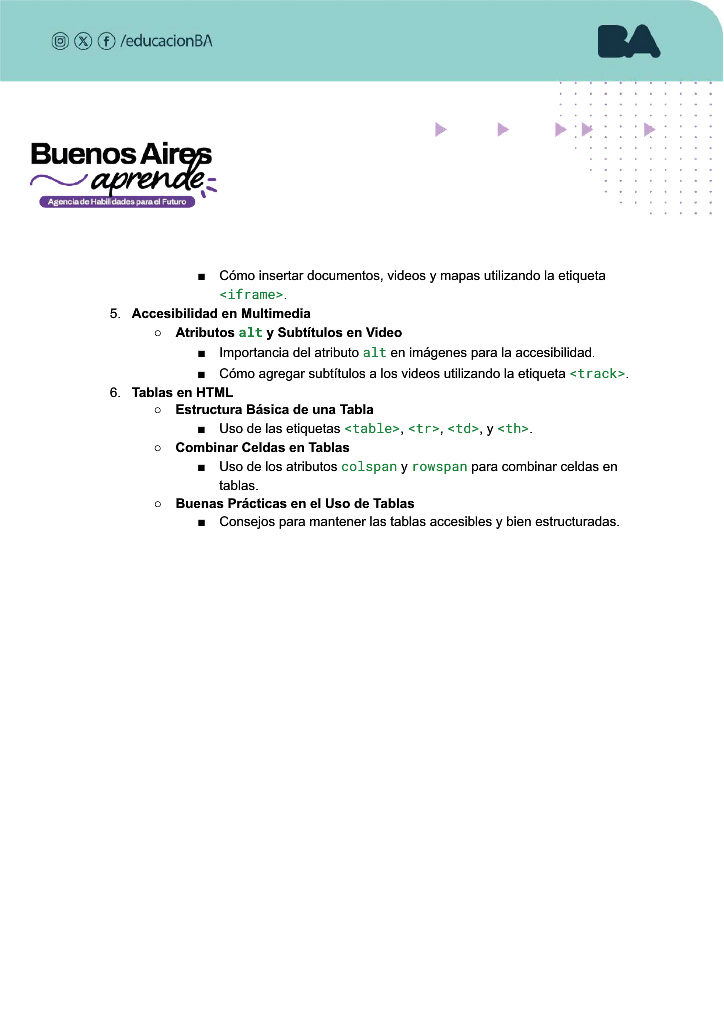 /educacionBA
BA
Buenos Aires
aprende
Agencia de Habilidades para el Futuro
■ Cómo insertar documentos, videos y mapas utilizando la etiqueta
<iframe>.
5. Accesibilidad en Multimedia
○ Atributos alt y Subtítulos en Video
■ Importancia del atributo alt en imágenes para la accesibilidad.
■ Cómo agregar subtítulos a los videos utilizando la etiqueta <track>.
6. Tablas en HTML
○ Estructura Básica de una Tabla
■ Uso de las etiquetas <table>, <tr>, <td>, y <th>.
○ Combinar Celdas en Tablas
■ Uso de los atributos colspan y rowspan para combinar celdas en
tablas.
○ Buenas Prácticas en el Uso de Tablas
■ Consejos para mantener las tablas accesibles y bien estructuradas.